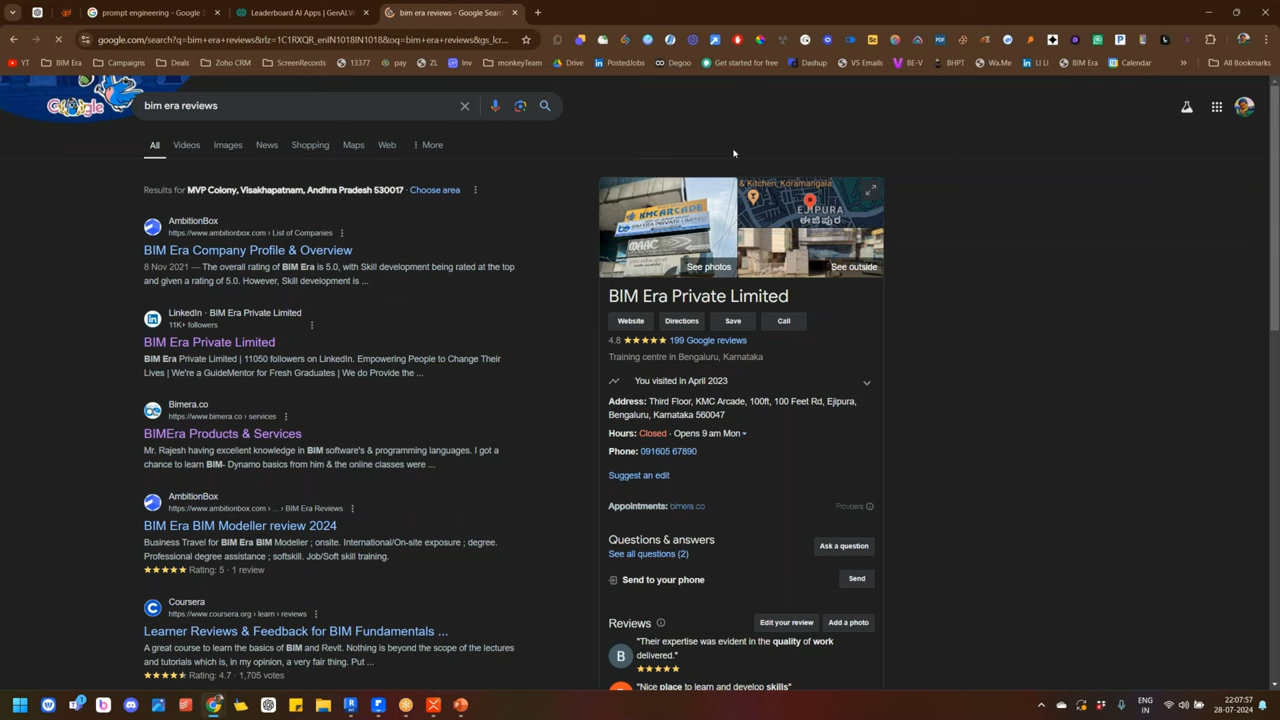 prompt engineering - Google S
Leaderboard AI Apps | GenAI.W
bim era reviews - Google Searc
google.com/search?q=bim+era+reviews&rlz=1C1RXQR_enIN1018IN1018&oq=bim+era+reviews&gs_lcr...
YT
BIM Era
Campaigns
Deals
Zoho CRM
ScreenRecords
13377
pay
ZL
Inv
monkeyTeam
Drive
PostedJobs
Degoo
Get started for free
Dashup
VS Emails
BE-V
BHPT
Wa.Me
LI LI
BIM Era
Calendar
All Bookmarks
Google
bim era reviews
All
Videos
Images
News
Shopping
Maps
Web
More
Results for MVP Colony, Visakhapatnam, Andhra Pradesh 530017 · Choose area
AmbitionBox
https://www.ambitionbox.com › List of Companies
BIM Era Company Profile & Overview
8 Nov 2021 — The overall rating of BIM Era is 5.0, with Skill development being rated at the top
and given a rating of 5.0. However, Skill development is ...
LinkedIn · BIM Era Private Limited
11K+ followers
BIM Era Private Limited
BIM Era Private Limited | 11050 followers on LinkedIn. Empowering People to Change Their
Lives | We're a GuideMentor for Fresh Graduates | We do Provide the ...
Bimera.co
https://www.bimera.co › services
BIMEra Products & Services
Mr. Rajesh having excellent knowledge in BIM software's & programming languages. I got a
chance to learn BIM- Dynamo basics from him & the online classes were ...
AmbitionBox
https://www.ambitionbox.com › ... › BIM Era Reviews
BIM Era BIM Modeller review 2024
Business Travel for BIM Era BIM Modeller ; onsite. International/On-site exposure ; degree.
Professional degree assistance ; softskill. Job/Soft skill training.
Rating: 5 · 1 review
Coursera
https://www.coursera.org › learn › reviews
Learner Reviews & Feedback for BIM Fundamentals ...
A great course to learn the basics of BIM and Revit. Nothing is beyond the scope of the lectures
and tutorials which is, in my opinion, a very fair thing. Put ...
Rating: 4.7 · 1,705 votes
KMC ARCADE
BIM ERA PRIVATE LIMITED
MAAC
See photos
& Kitchen, Koramangala
EJIPURA
ಈಜಿಪುರ
See outside
BIM Era Private Limited
Website
Directions
Save
Call
4.8
199 Google reviews
Training centre in Bengaluru, Karnataka
You visited in April 2023
Address: Third Floor, KMC Arcade, 100ft, 100 Feet Rd, Ejipura,
Bengaluru, Karnataka 560047
Hours: Closed · Opens 9 am Mon
Phone: 091605 67890
Suggest an edit
Appointments: bimera.co
Providers
Questions & answers
See all questions (2)
Ask a question
Send to your phone
Send
Reviews
Edit your review
Add a photo
B
"Their expertise was evident in the quality of work
delivered."
"Nice place to learn and develop skills"
ENG
IN
22:07:57
28-07-2024